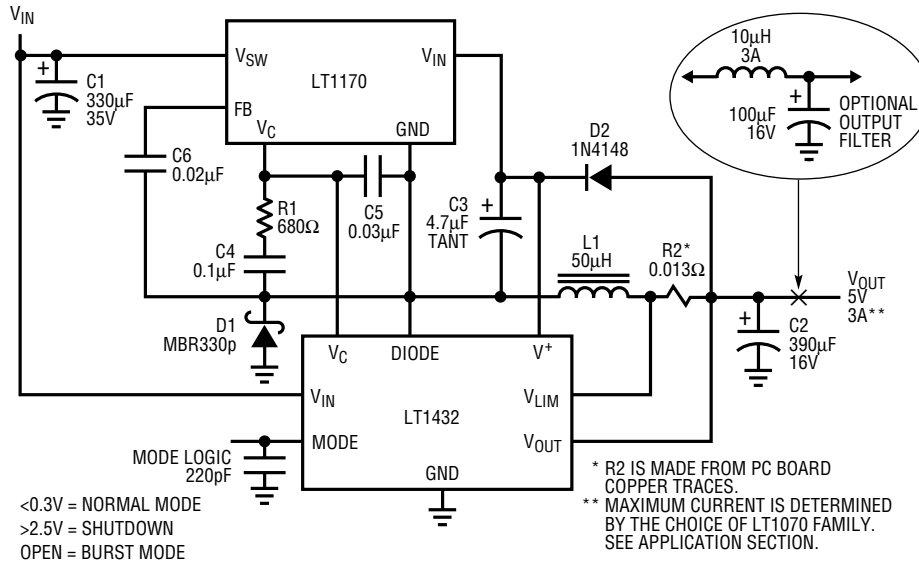 VIN
VSW
LT1170
VIN
FB
VC
GND
+
C1
330µF
35V
C6
0.02µF
R1
680Ω
C5
0.03µF
C4
0.1µF
C3
4.7µF
TANT
+
D2
1N4148
10µH
3A
+
100µF
16V
OPTIONAL
OUTPUT
FILTER
L1
50µH
R2*
0.013Ω
VOUT
5V
3A**
+
C2
390µF
16V
D1
MBR330p
VC
DIODE
V+
VIN
LT1432
VLIM
MODE
VOUT
GND
MODE LOGIC
220pF
<0.3V = NORMAL MODE
>2.5V = SHUTDOWN
OPEN = BURST MODE
* R2 IS MADE FROM PC BOARD
COPPER TRACES.
** MAXIMUM CURRENT IS DETERMINED
BY THE CHOICE OF LT1070 FAMILY.
SEE APPLICATION SECTION.